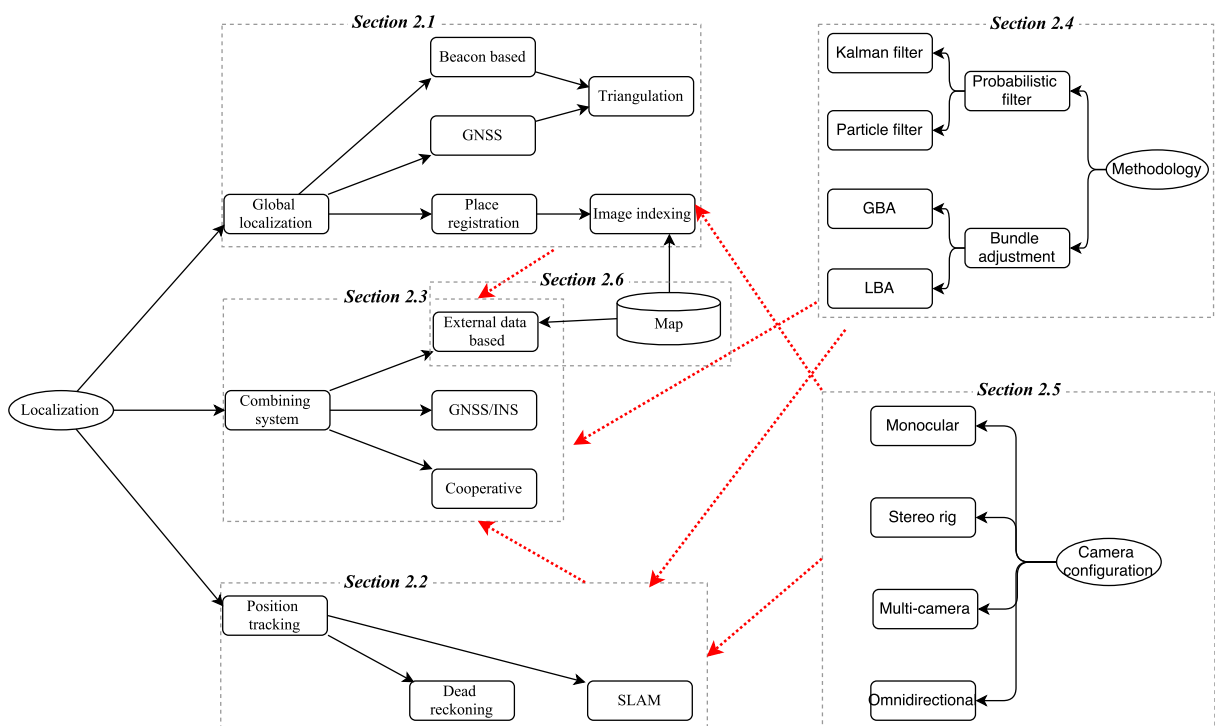 Section 2.1
Beacon based
Triangulation
GNSS
Global
localization
Place
registration
Image indexing
Section 2.4
Kalman filter
Probabilistic
filter
Particle filter
Methodology
GBA
Bundle
adjustment
LBA
Section 2.3
Section 2.6
External data
based
Map
Localization
Combining
system
GNSS/INS
Cooperative
Section 2.5
Monocular
Stereo rig
Camera
configuration
Multi-camera
Omnidirectiona
Section 2.2
Position
tracking
Dead
reckoning
SLAM